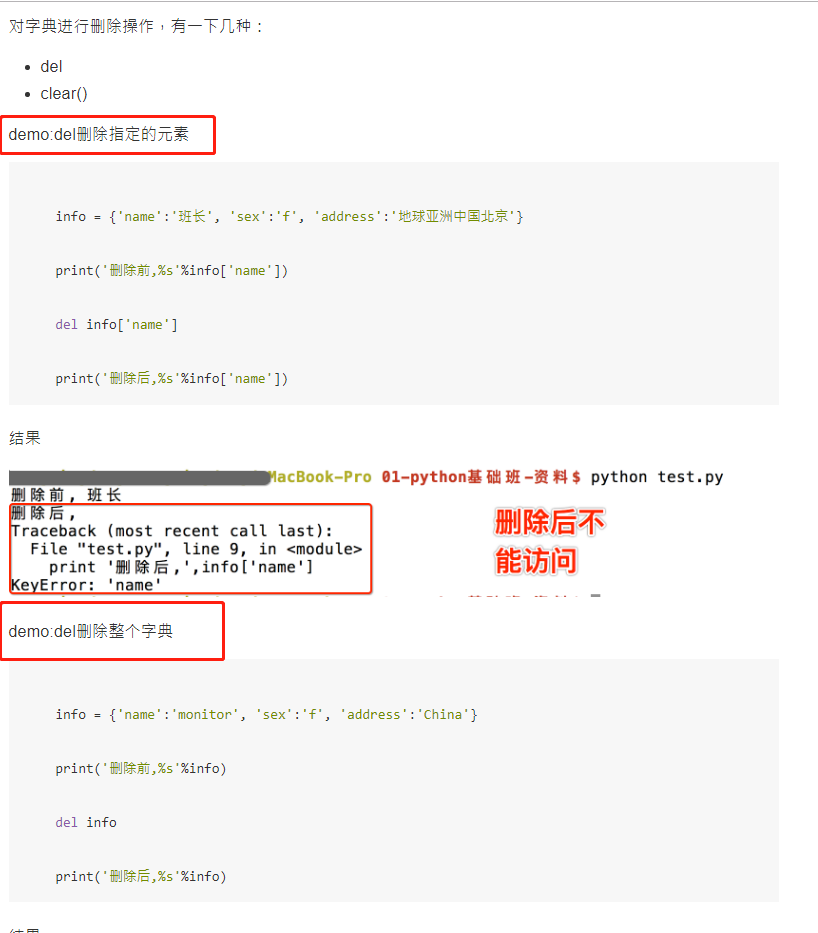 对字典进行删除操作，有一下几种：
del
clear()
demo:del删除指定的元素
info = {'name':'班长', 'sex':'f', 'address':'地球亚洲中国北京'}
print('删除前,%s'%info['name'])
del info['name']
print('删除后,%s'%info['name'])
结果
MacBook-Pro 01-python基础班-资料$ python test.py
删除前, 班长
删除后,
Traceback (most recent call last):
File "test.py", line 9, in <module>
print '删除后,',info['name']
KeyError: 'name'
删除后不
能访问
demo:del删除整个字典
info = {'name':'monitor', 'sex':'f', 'address':'China'}
print('删除前,%s'%info)
del info
print('删除后,%s'%info)